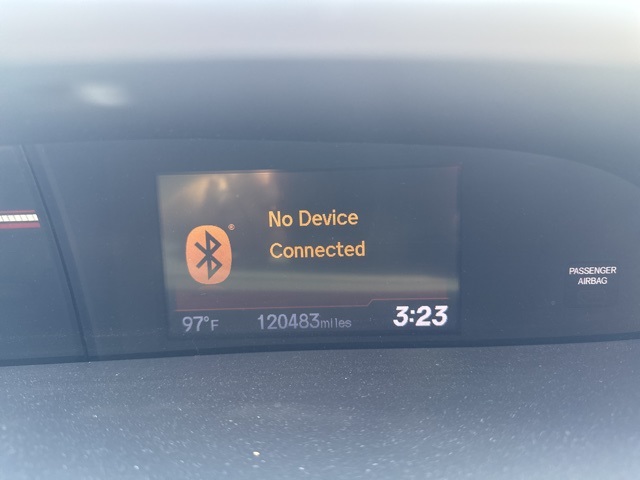 No Device
Connected
PASSENGER
AIRBAG
97°F 120483miles 3:23